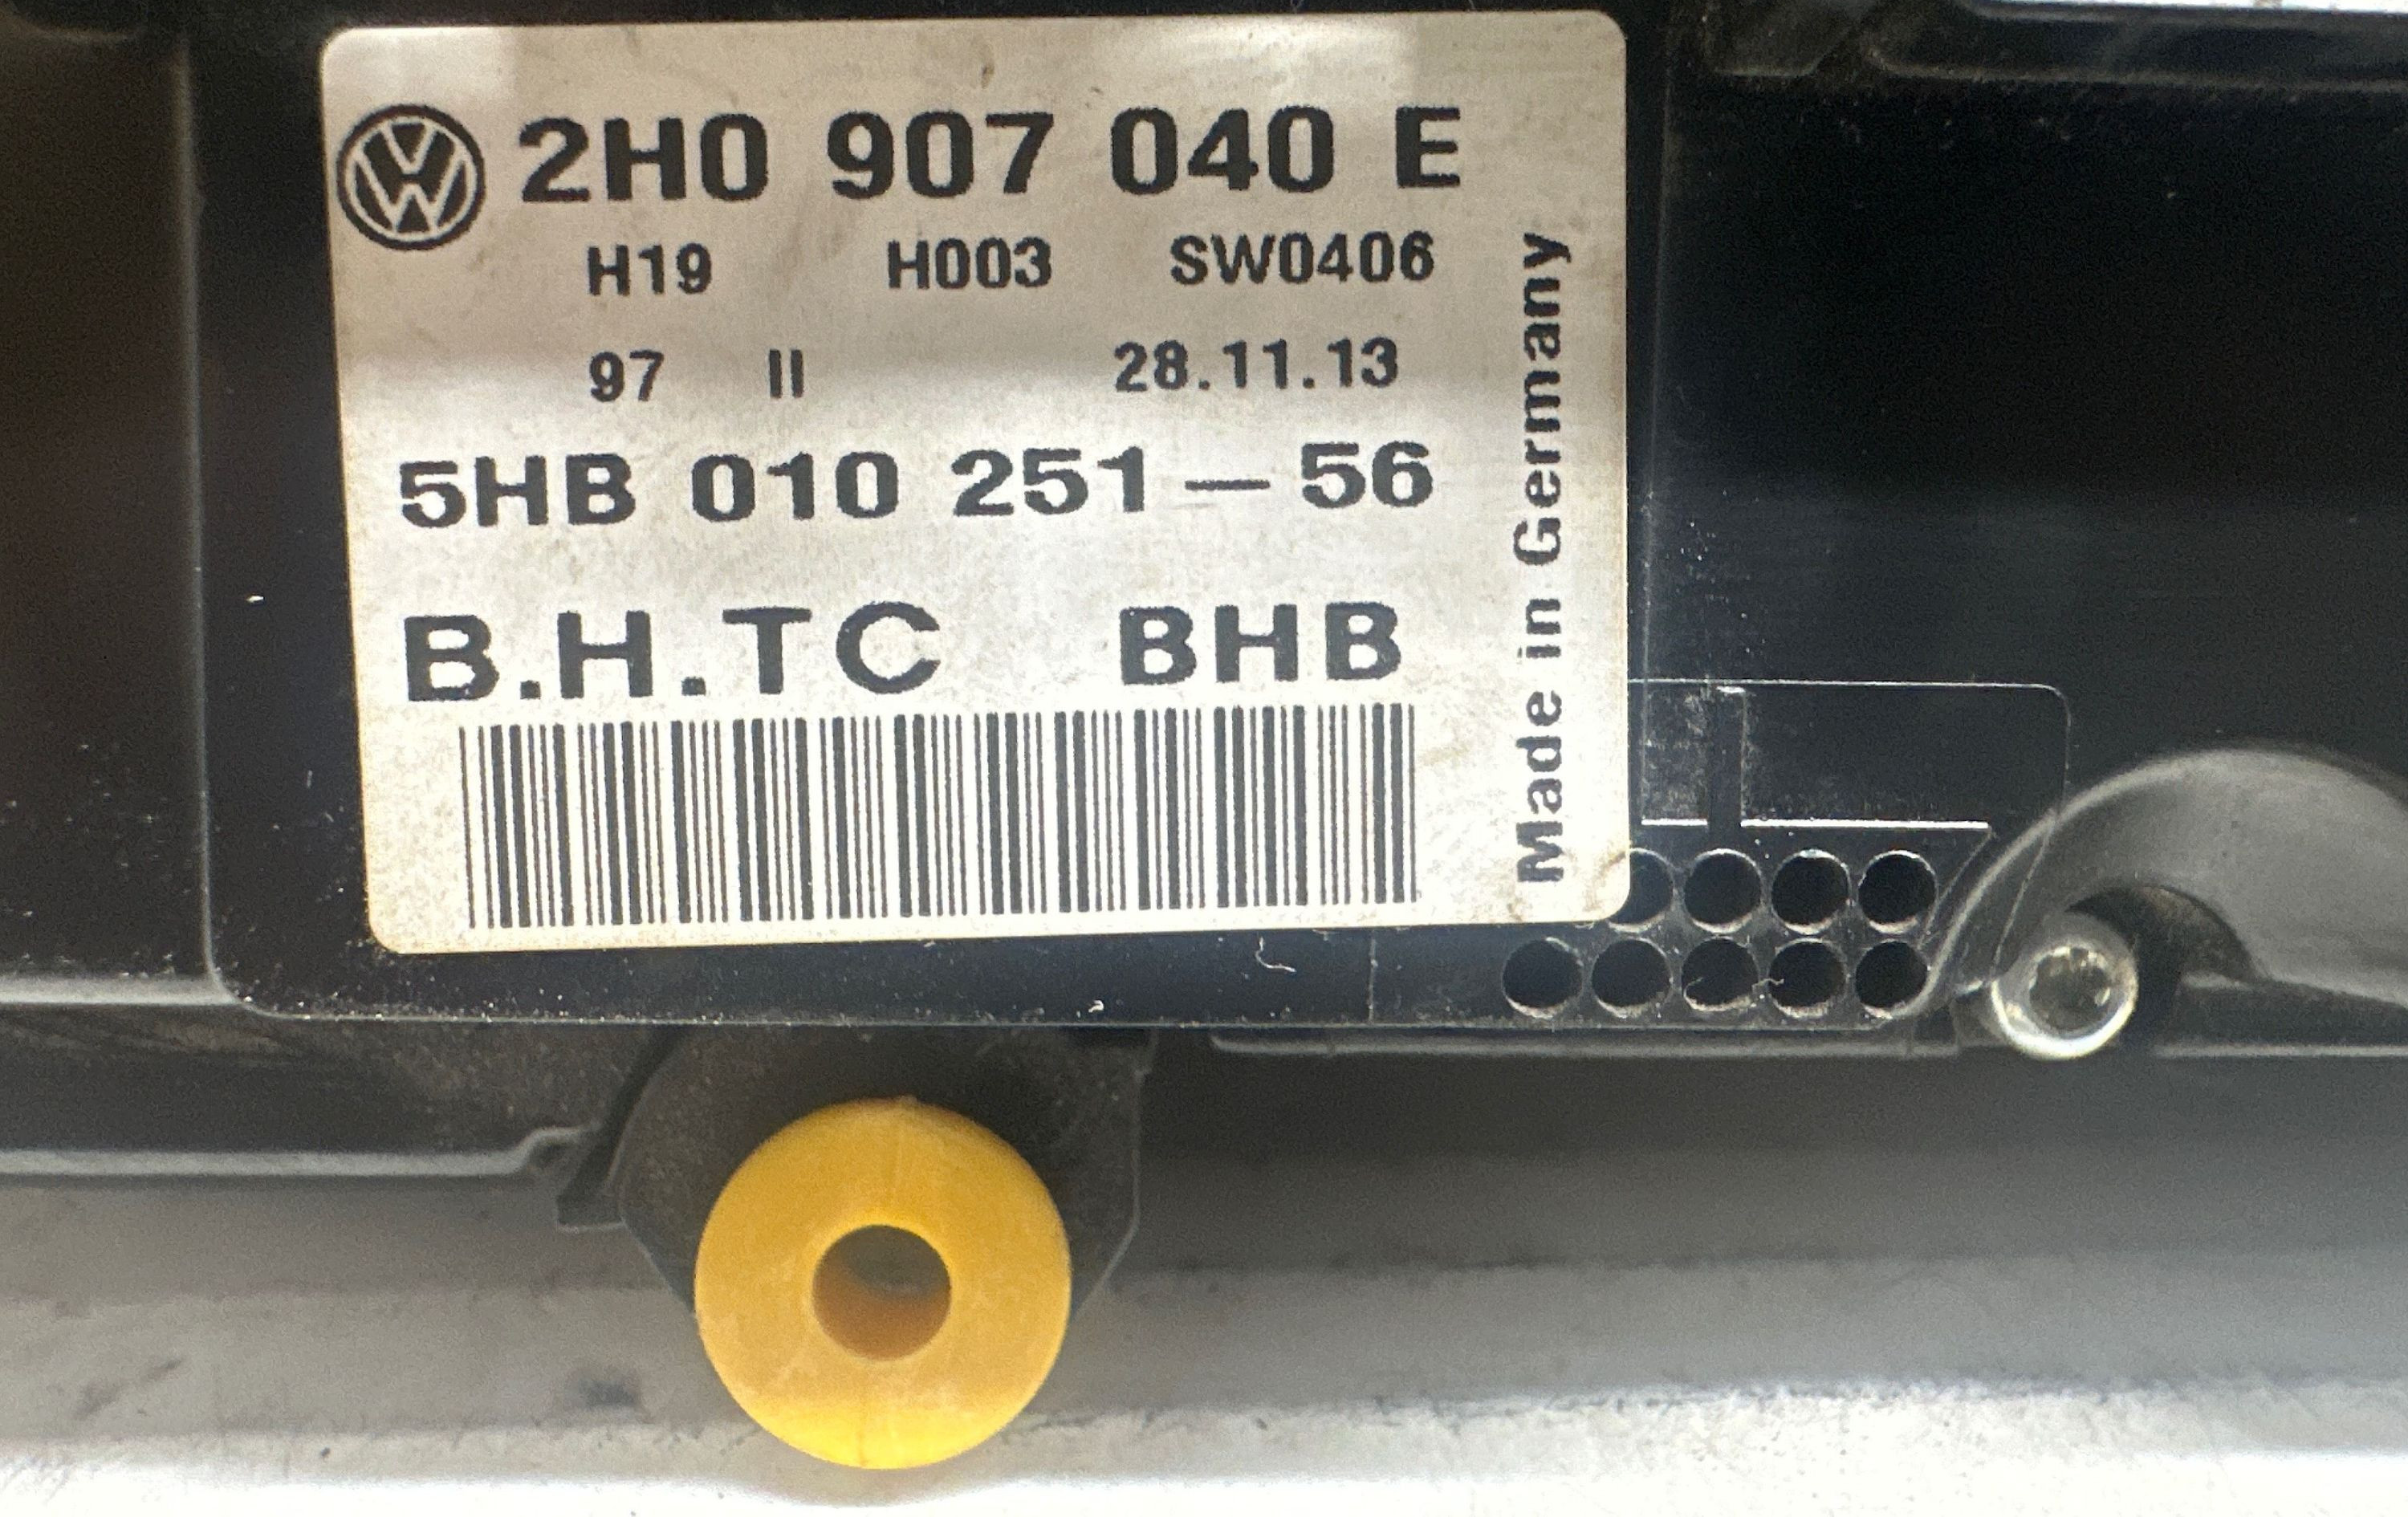 2H0 907 040 E
H19 H003 SW0406
97 II 28.11.13
5HB 010 251 — 56
B.H.TC BHB
Made in Germany